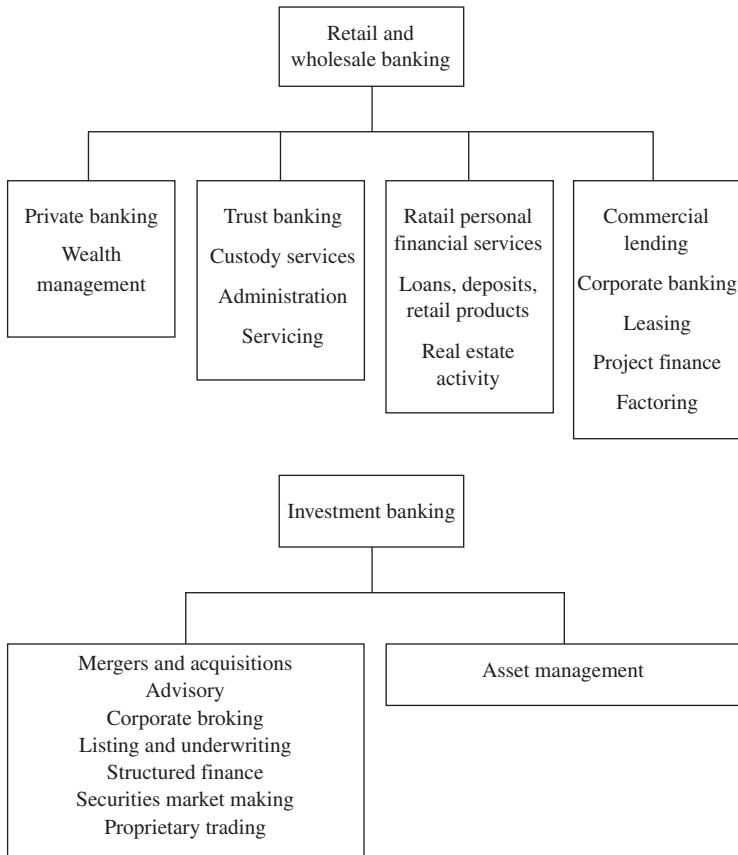 Retail and
wholesale banking
Private banking
Wealth
management
Trust banking
Custody services
Administration
Servicing
Ratail personal
financial services
Loans, deposits,
retail products
Real estate
activity
Commercial
lending
Corporate banking
Leasing
Project finance
Factoring
Investment banking
Mergers and acquisitions
Advisory
Corporate broking
Listing and underwriting
Structured finance
Securities market making
Proprietary trading
Asset management